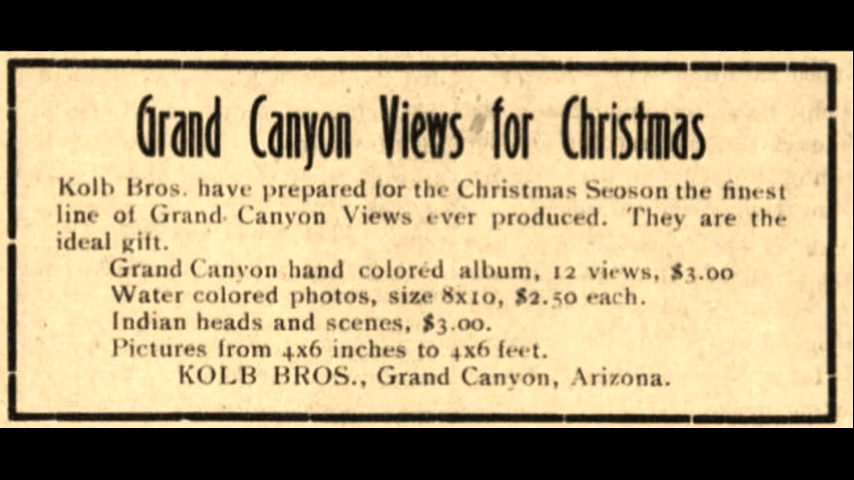 Grand Canyon Views for Christmas
Kolb Bros. have prepared for the Christmas Seoson the finest
line of Grand Canyon Views ever produced. They are the
ideal gift.
Grand Canyon hand colored album, 12 views, $3.00
Water colored photos, size 8x10, $2.50 each.
Indian heads and scenes, $3.00.
Pictures from 4x6 inches to 4x6 feet.
KOLB BROS., Grand Canyon, Arizona.